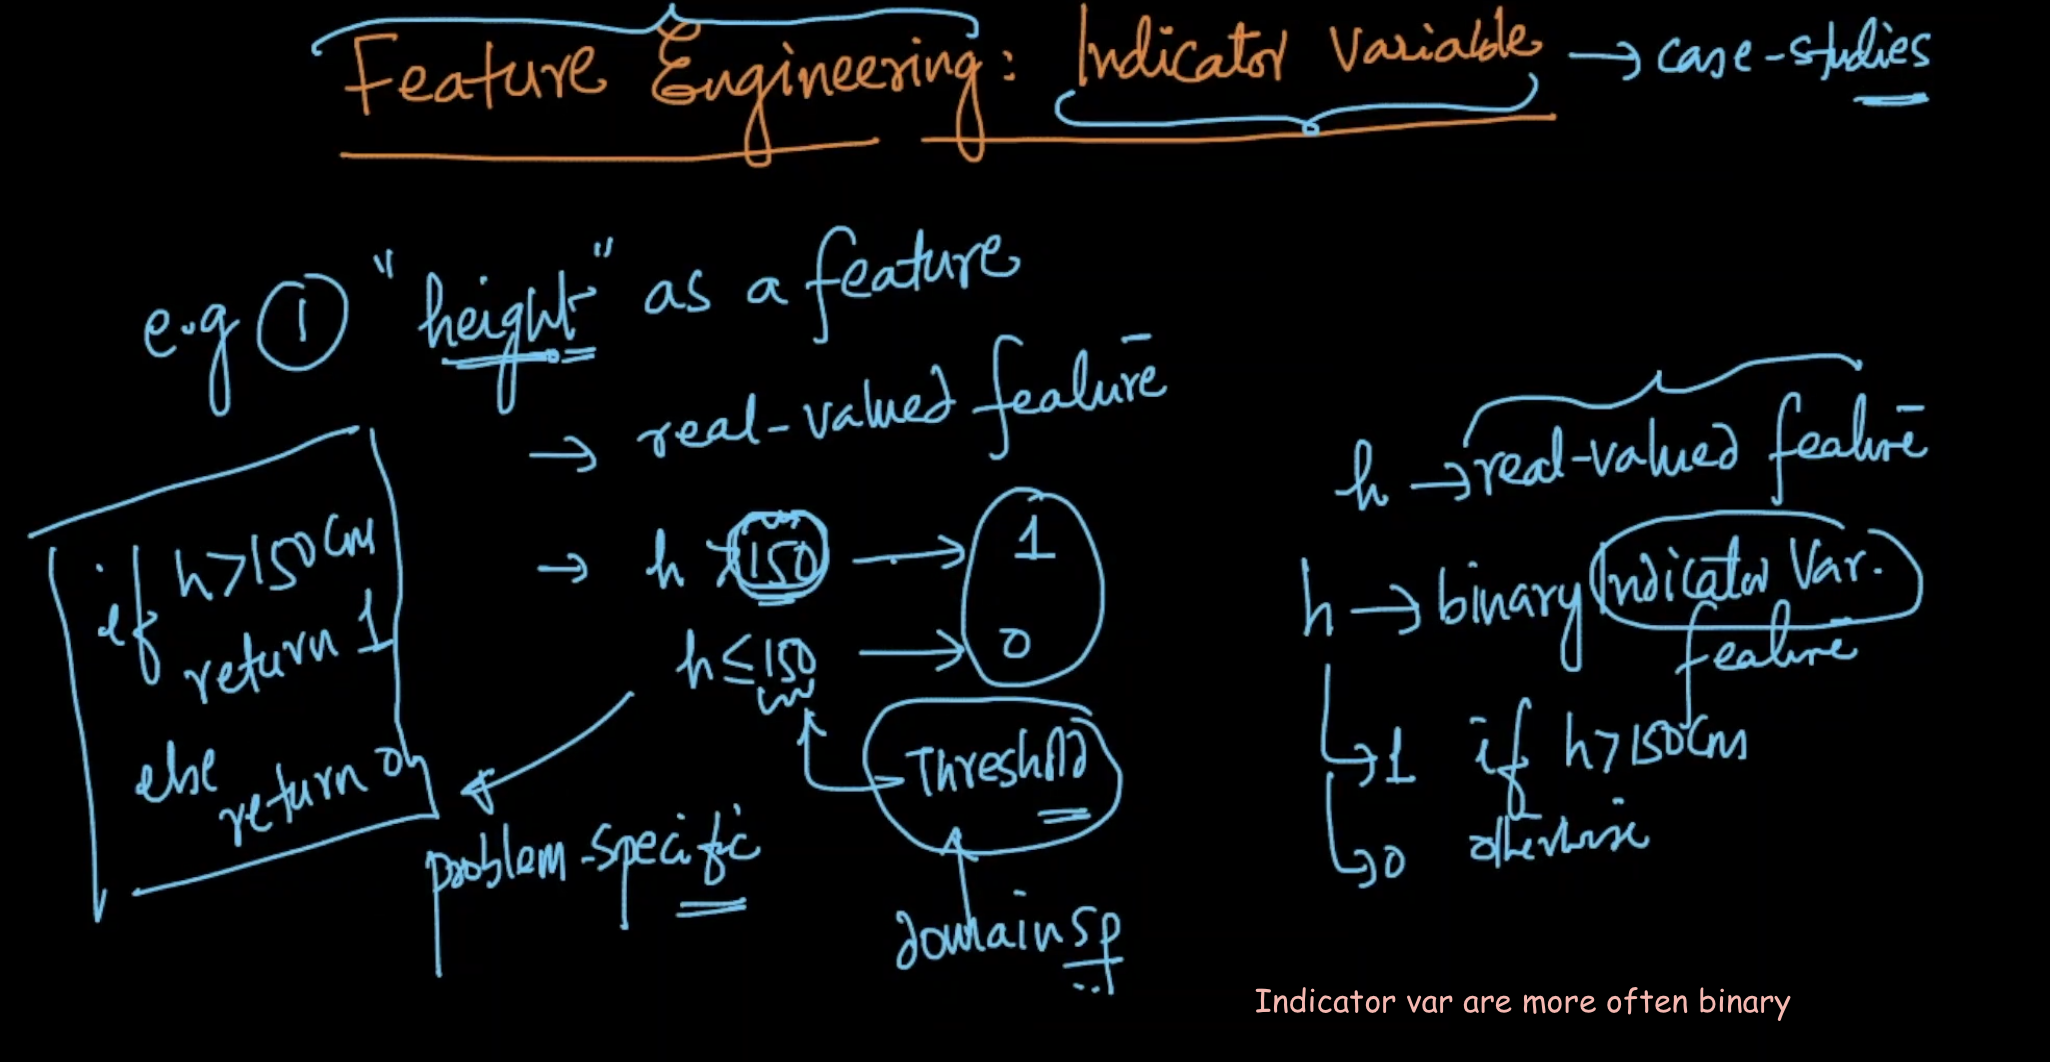 Feature Engineering: Indicator Variable → case-studies
e.g ① "height" as a feature
→ real-valued feature
→ h > 150 → 1
h ≤ 150 → 0
Threshold
problem-specific
domain sp
if h > 150 cm
return 1
else
return 0
h → real-valued feature
h → binary Indicator Var.
feature
→ 1 if h > 150 cm
→ 0 otherwise
Indicator var are more often binary